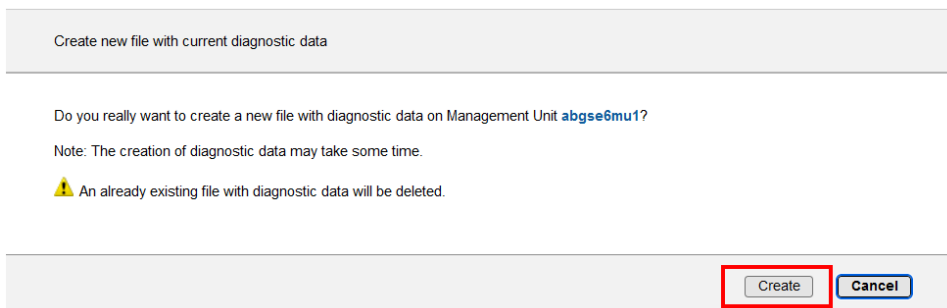 Create new file with current diagnostic data
Do you really want to create a new file with diagnostic data on Management Unit abgse6mu1?
Note: The creation of diagnostic data may take some time.
An already existing file with diagnostic data will be deleted.
Create Cancel